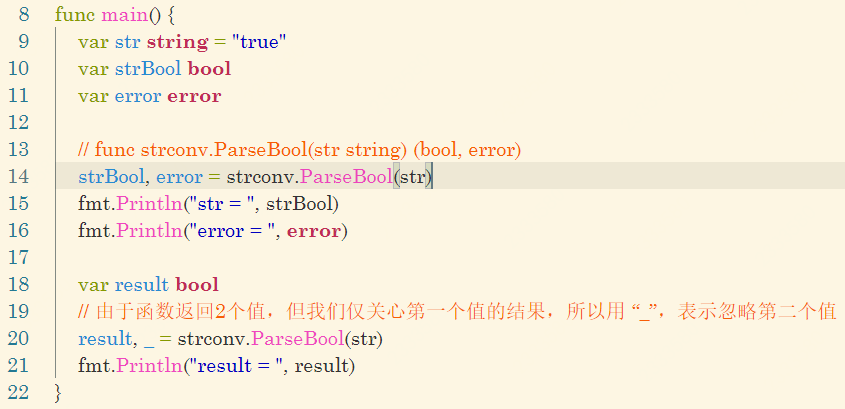 8 func main() {
9 var str string = "true"
10 var strBool bool
11 var error error
12
13 // func strconv.ParseBool(str string) (bool, error)
14 strBool, error = strconv.ParseBool(str)
15 fmt.Println("str = ", strBool)
16 fmt.Println("error = ", error)
17
18 var result bool
19 // 由于函数返回2个值，但我们仅关心第一个值的结果，所以用 “_”，表示忽略第二个值
20 result, _ = strconv.ParseBool(str)
21 fmt.Println("result = ", result)
22 }